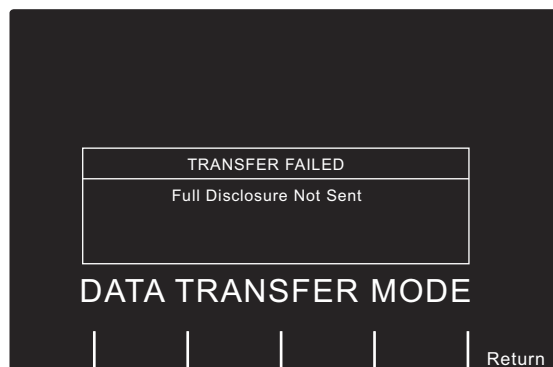 TRANSFER FAILED
Full Disclosure Not Sent
DATA TRANSFER MODE
Return